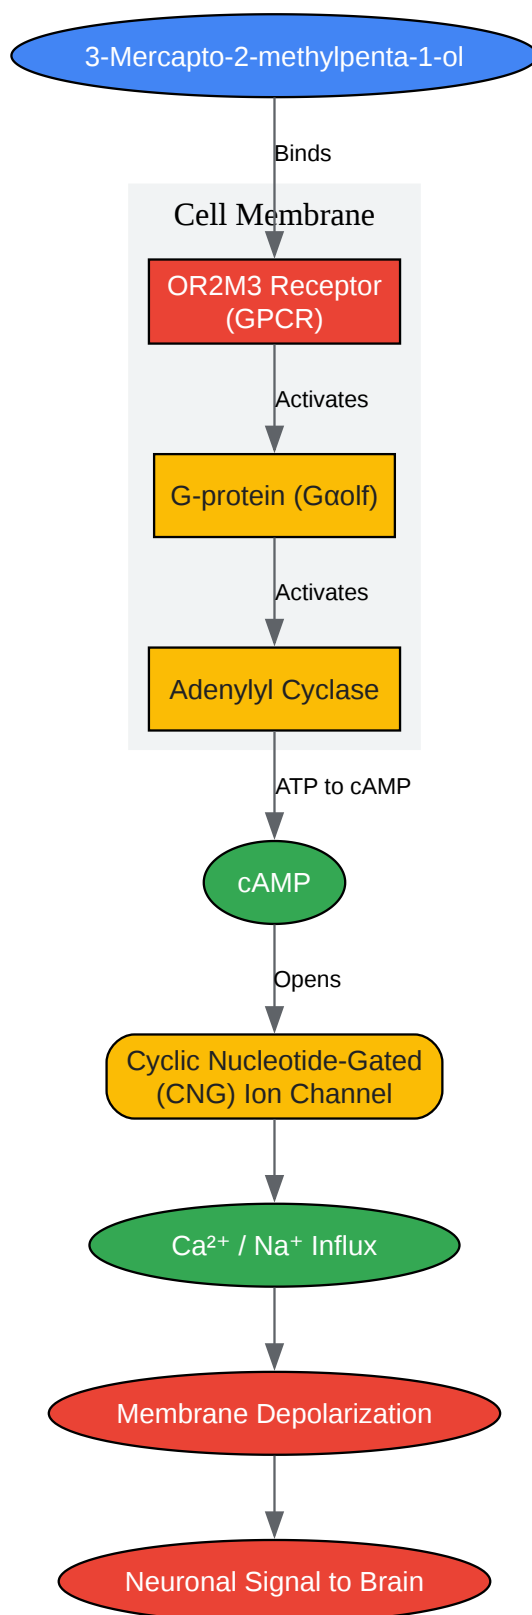 3-Mercapto-2-methylpenta-1-ol
Binds
Cell Membrane
OR2M3 Receptor
(GPCR)
Activates
G-protein (Gαolf)
Activates
Adenylyl Cyclase
ATP to cAMP
cAMP
Opens
Cyclic Nucleotide-Gated
(CNG) Ion Channel
Ca²⁺ / Na⁺ Influx
Membrane Depolarization
Neuronal Signal to Brain